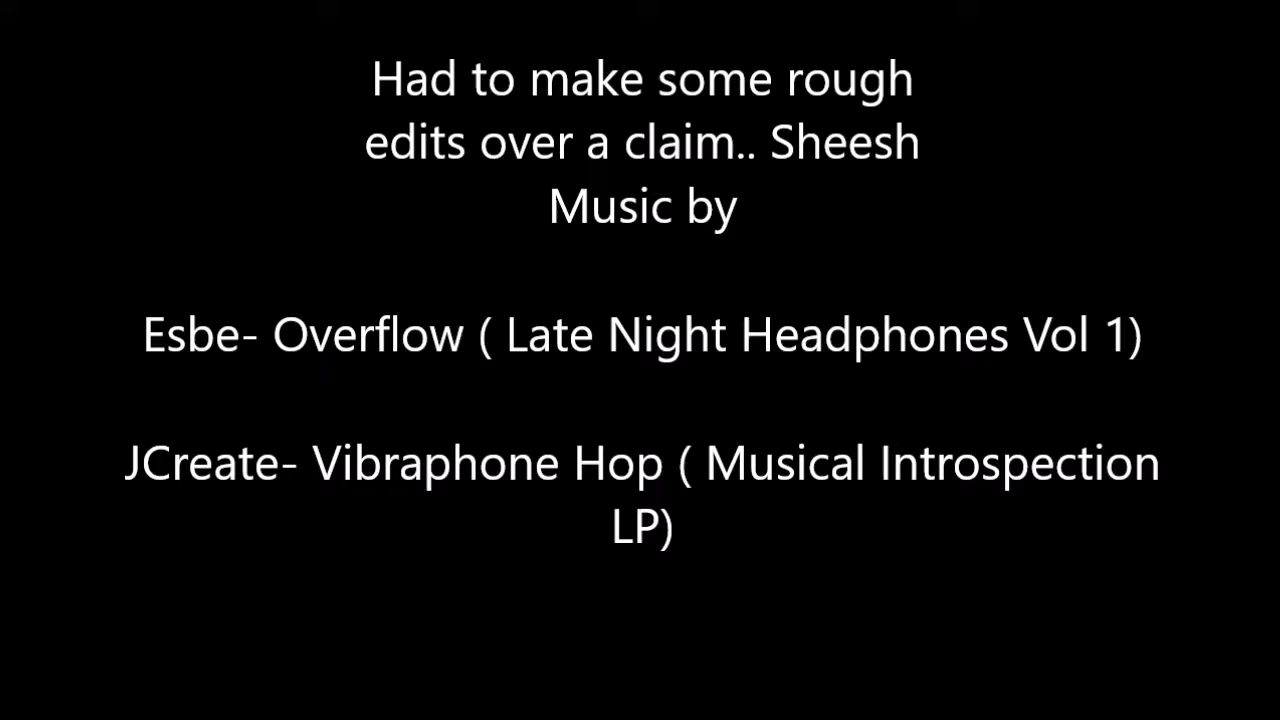 Had to make some rough
edits over a claim.. Sheesh
Music by
Esbe- Overflow ( Late Night Headphones Vol 1)
JCreate- Vibraphone Hop ( Musical Introspection
LP)